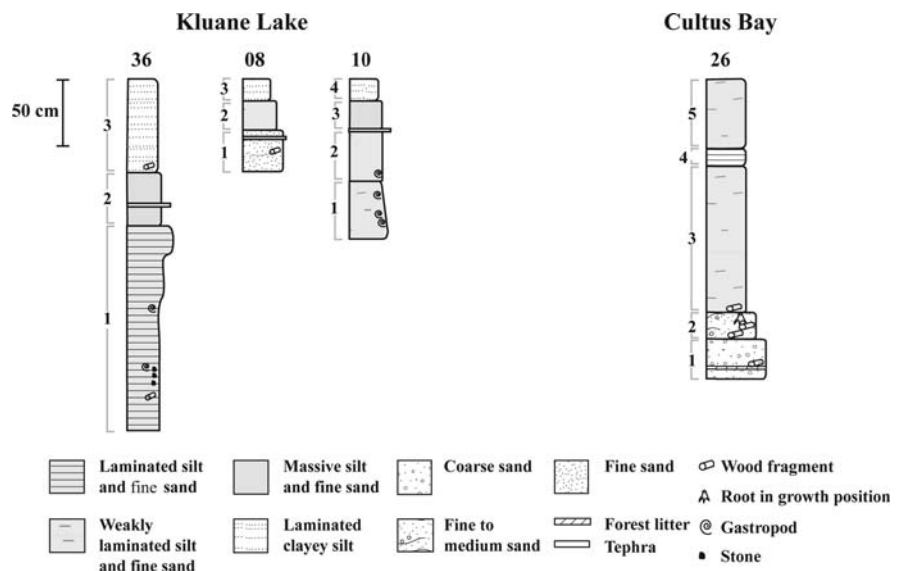 Kluane Lake
Cultus Bay
36
08
10
26
50 cm
3
2
1
3
2
1
4
3
2
1
5
4
3
2
1
Laminated silt
and fine sand
Massive silt
and fine sand
Coarse sand
Fine sand
Wood fragment
Root in growth position
Weakly
laminated silt
and fine sand
Laminated
clayey silt
Fine to
medium sand
Forest litter
Tephra
Gastropod
Stone